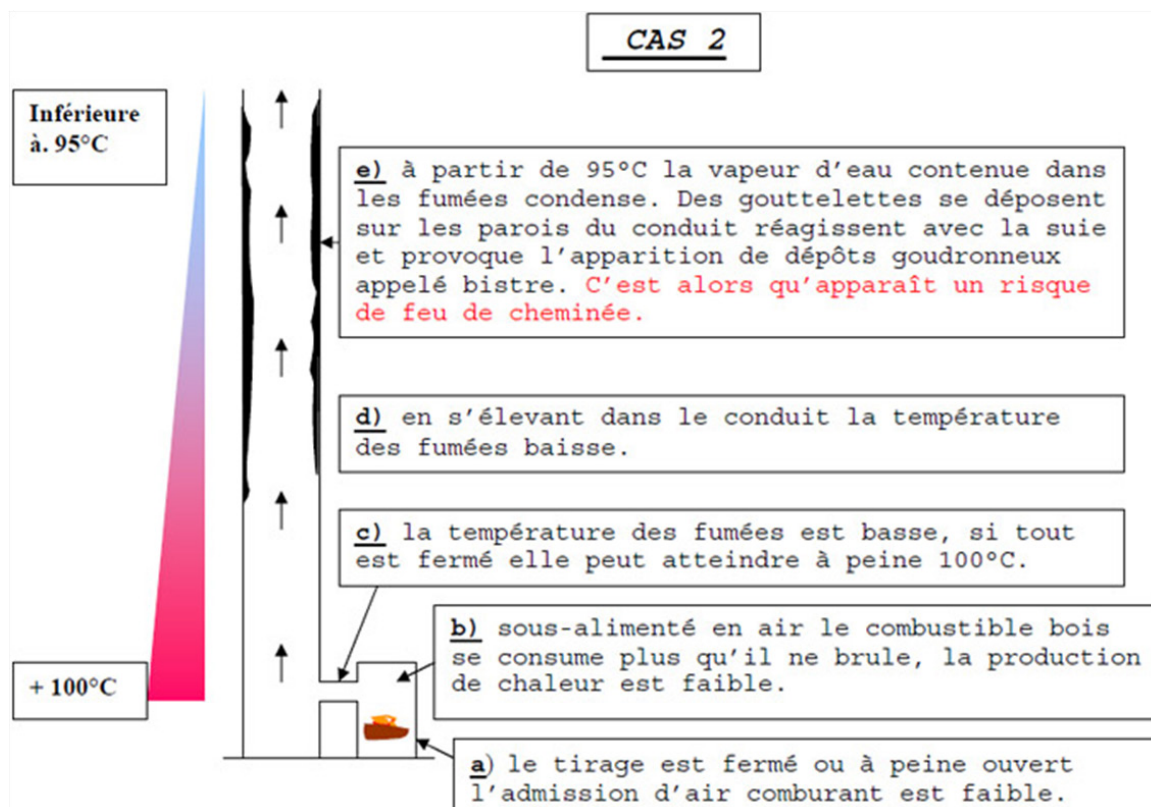 CAS 2
Inférieure
à. 95°C
e) à partir de 95°C la vapeur d'eau contenue dans
les fumées condense. Des gouttelettes se déposent
sur les parois du conduit réagissent avec la suie
et provoque l'apparition de dépôts goudronneux
appelé bistre. C'est alors qu'apparaît un risque
de feu de cheminée.
d) en s'élevant dans le conduit la température
des fumées baisse.
c) la température des fumées est basse, si tout
est fermé elle peut atteindre à peine 100°C.
b) sous-alimenté en air le combustible bois
se consume plus qu'il ne brule, la production
de chaleur est faible.
+ 100°C
a) le tirage est fermé ou à peine ouvert
l'admission d'air comburant est faible.